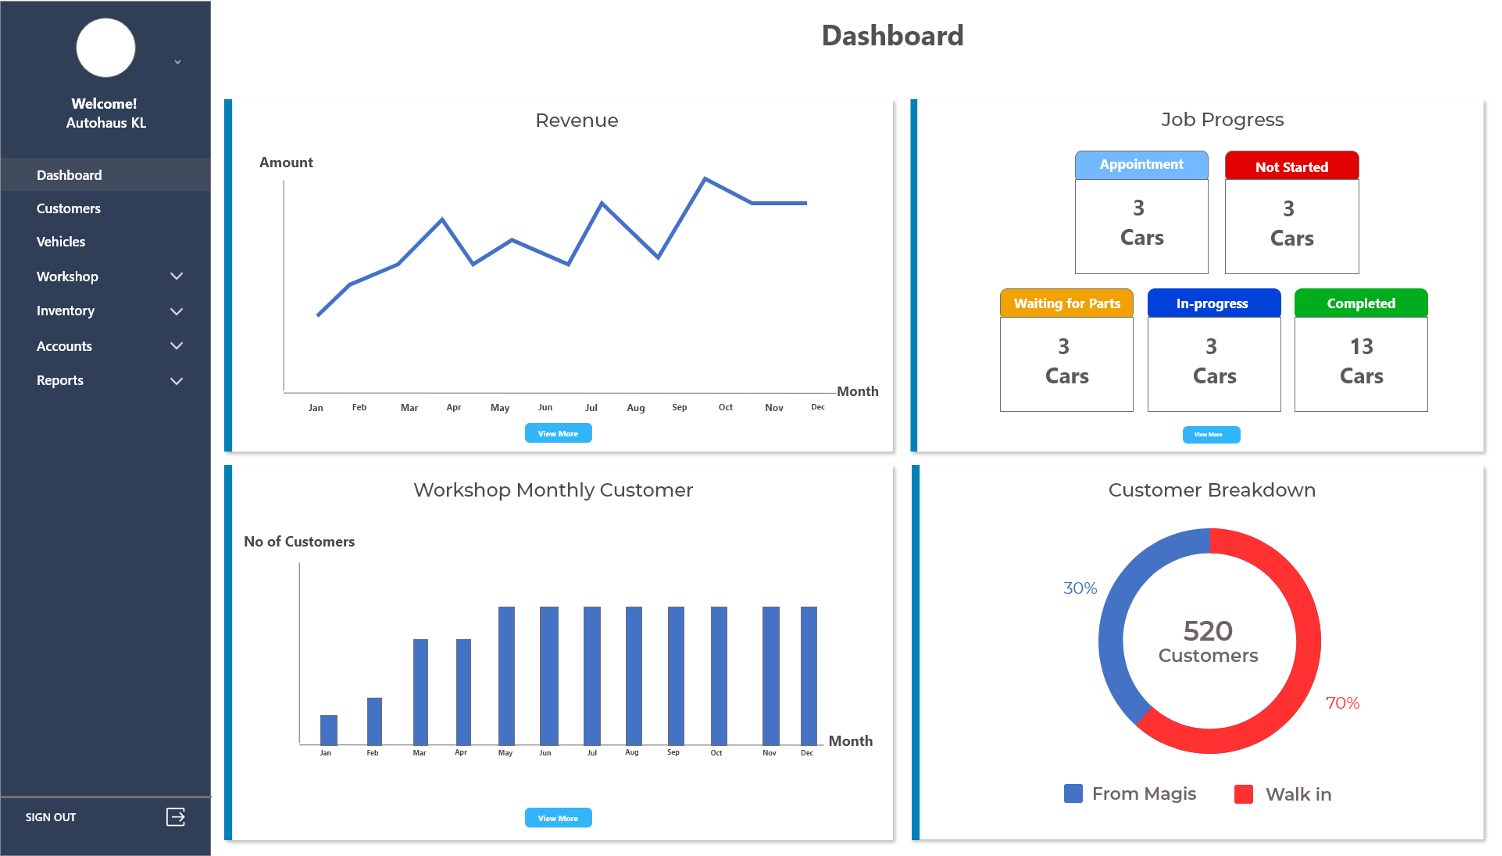 Dashboard
Welcome!
Autohaus KL
Dashboard
Customers
Vehicles
Workshop
Inventory
Accounts
Reports
SIGN OUT
Revenue
Amount
Month
Jan Feb Mar Apr May Jun Jul Aug Sep Oct Nov Dec
View More
Job Progress
Appointment
3
Cars
Not Started
3
Cars
Waiting for Parts
3
Cars
In-progress
3
Cars
Completed
13
Cars
View More
Workshop Monthly Customer
No of Customers
Month
Jan Feb Mar Apr May Jun Jul Aug Sep Oct Nov Dec
View More
Customer Breakdown
30%
520
Customers
70%
From Magis
Walk in